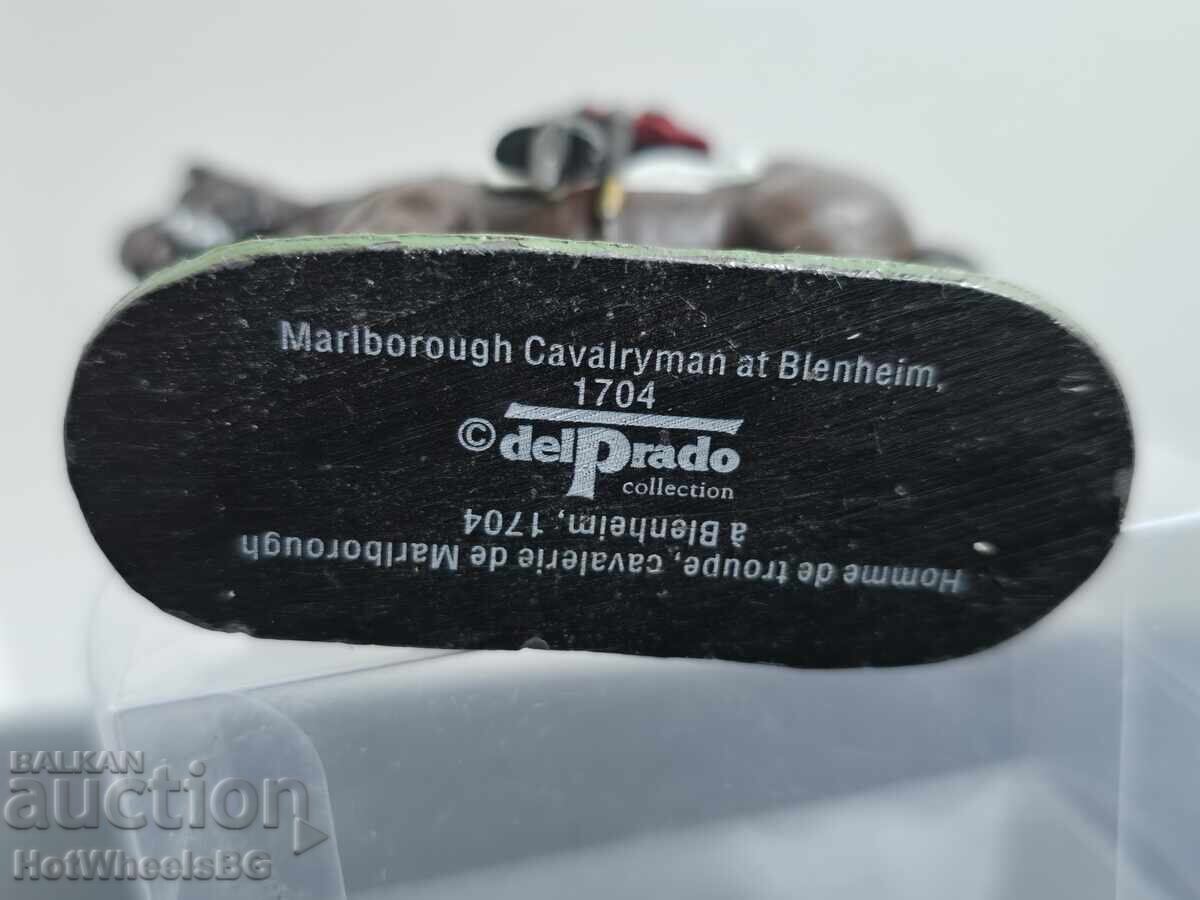 Marlborough Cavalryman at Blenheim,
1704
© delPrado
collection
Homme de troupe, cavalerie de Marlborough
à Blenheim, 1704
BALKAN
auction
HotWheelsBG